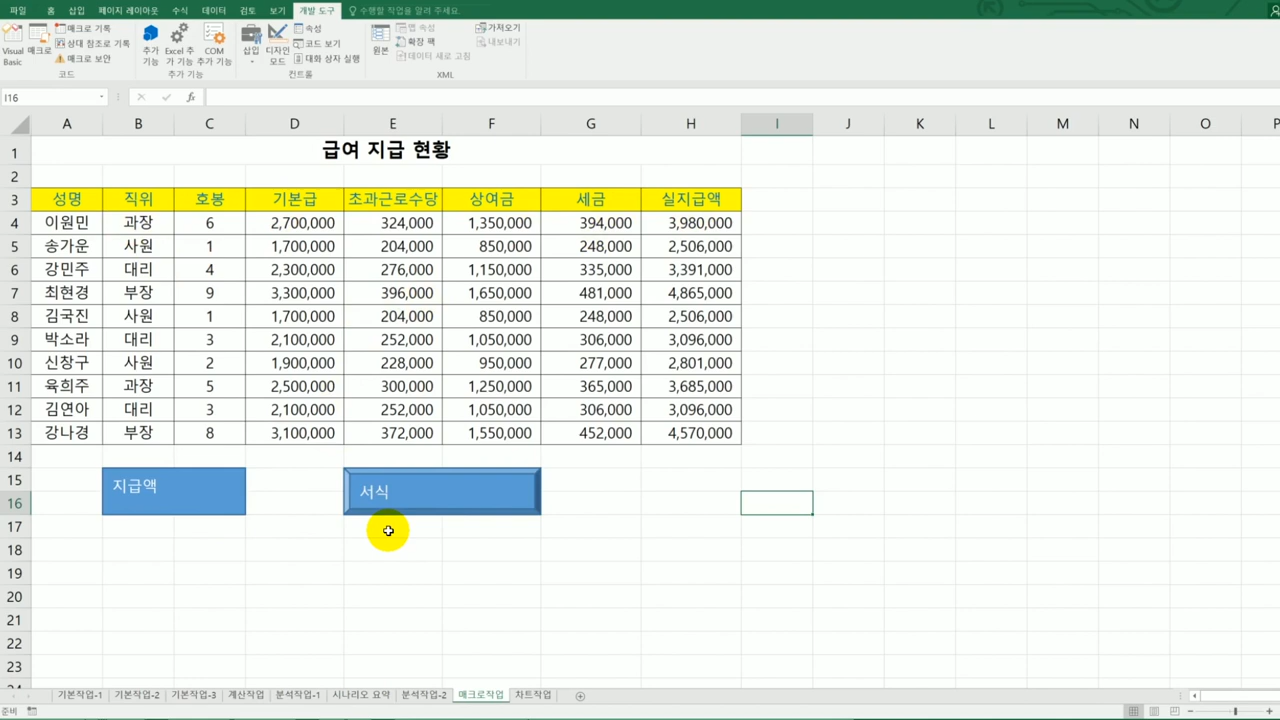 파일 홈 삽입 페이지 레이아웃 수식 데이터 검토 보기 개발 도구 수행할 작업을 알려 주세요.
Visual Basic 매크로 매크로 기록 상대 참조로 기록 매크로 보안 코드
추가 기능 Excel 추가 기능 COM 추가 기능 추가 기능
삽입 디자인 모드 속성 코드 보기 대화 상자 실행 컨트롤
원본 맵 속성 확장 팩 데이터 새로 고침 가져오기 내보내기 XML
I16 fx
A B C D E F G H I J K L M N O P
1 급여 지급 현황
2
3 성명 직위 호봉 기본급 초과근로수당 상여금 세금 실지급액
4 이원민 과장 6 2,700,000 324,000 1,350,000 394,000 3,980,000
5 송가운 사원 1 1,700,000 204,000 850,000 248,000 2,506,000
6 강민주 대리 4 2,300,000 276,000 1,150,000 335,000 3,391,000
7 최현경 부장 9 3,300,000 396,000 1,650,000 481,000 4,865,000
8 김국진 사원 1 1,700,000 204,000 850,000 248,000 2,506,000
9 박소라 대리 3 2,100,000 252,000 1,050,000 306,000 3,096,000
10 신창구 사원 2 1,900,000 228,000 950,000 277,000 2,801,000
11 육희주 과장 5 2,500,000 300,000 1,250,000 365,000 3,685,000
12 김연아 대리 3 2,100,000 252,000 1,050,000 306,000 3,096,000
13 강나경 부장 8 3,100,000 372,000 1,550,000 452,000 4,570,000
14
15 지급액 서식
16
17
18
19
20
21
22
23
기본작업-1 기본작업-2 기본작업-3 계산작업 분석작업-1 시나리오 요약 분석작업-2 매크로작업 차트작업
준비